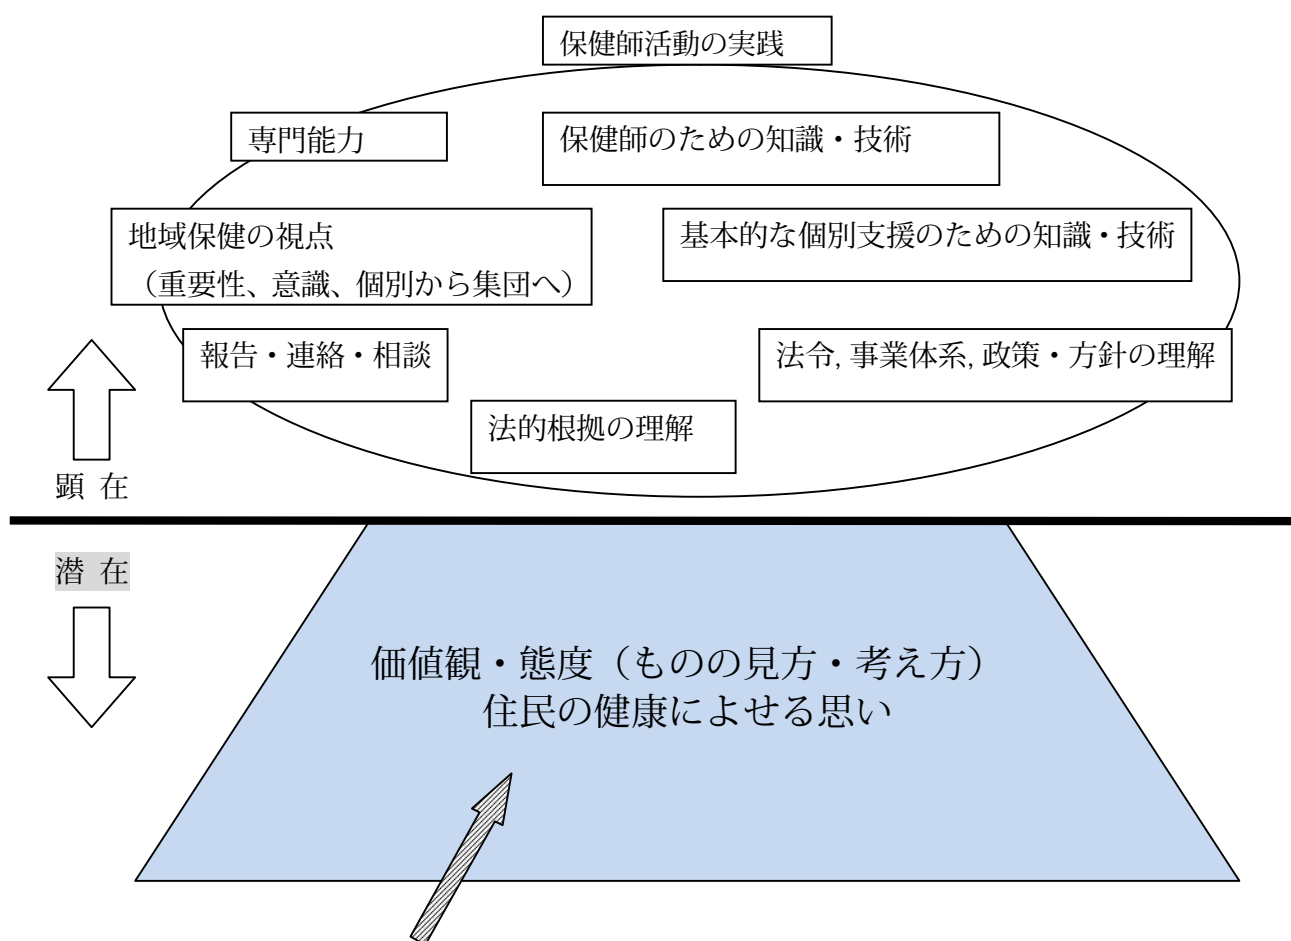 保健師活動の実践
専門能力
保健師のための知識・技術
地域保健の視点
（重要性、意識、個別から集団へ）
基本的な個別支援のための知識・技術
報告・連絡・相談
法令, 事業体系, 政策・方針の理解
法的根拠の理解
顕 在
潜 在
価値観・態度（ものの見方・考え方）
住民の健康によせる思い